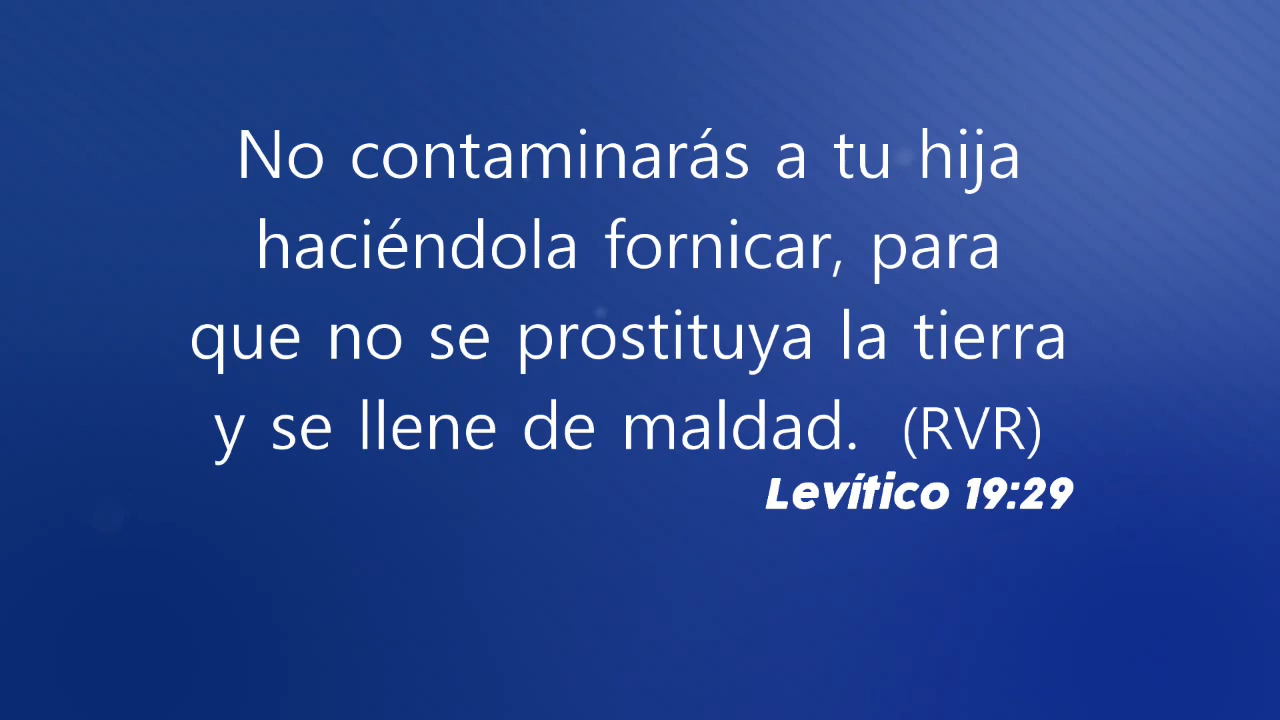 No contaminarás a tu hija
haciéndola fornicar, para
que no se prostituya la tierra
y se llene de maldad. (RVR)
Levítico 19:29